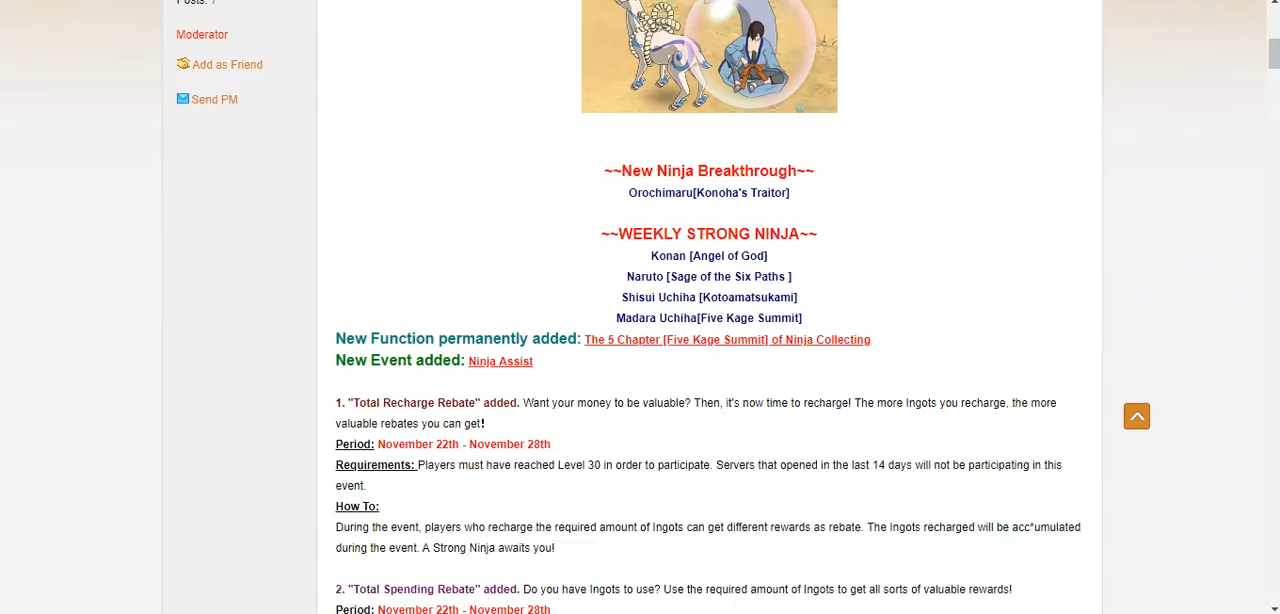 Moderator
Add as Friend
Send PM
~~New Ninja Breakthrough~~
Orochimaru[Konoha's Traitor]
~~WEEKLY STRONG NINJA~~
Konan [Angel of God]
Naruto [Sage of the Six Paths ]
Shisui Uchiha [Kotoamatsukami]
Madara Uchiha[Five Kage Summit]
New Function permanently added: The 5 Chapter [Five Kage Summit] of Ninja Collecting
New Event added: Ninja Assist
1. "Total Recharge Rebate" added. Want your money to be valuable? Then, it's now time to recharge! The more Ingots you recharge, the more
valuable rebates you can get!
Period: November 22th - November 28th
Requirements: Players must have reached Level 30 in order to participate. Servers that opened in the last 14 days will not be participating in this
event.
How To:
During the event, players who recharge the required amount of Ingots can get different rewards as rebate. The Ingots recharged will be acc*umulated
during the event. A Strong Ninja awaits you!
2. "Total Spending Rebate" added. Do you have Ingots to use? Use the required amount of Ingots to get all sorts of valuable rewards!
Period: November 22th - November 28th